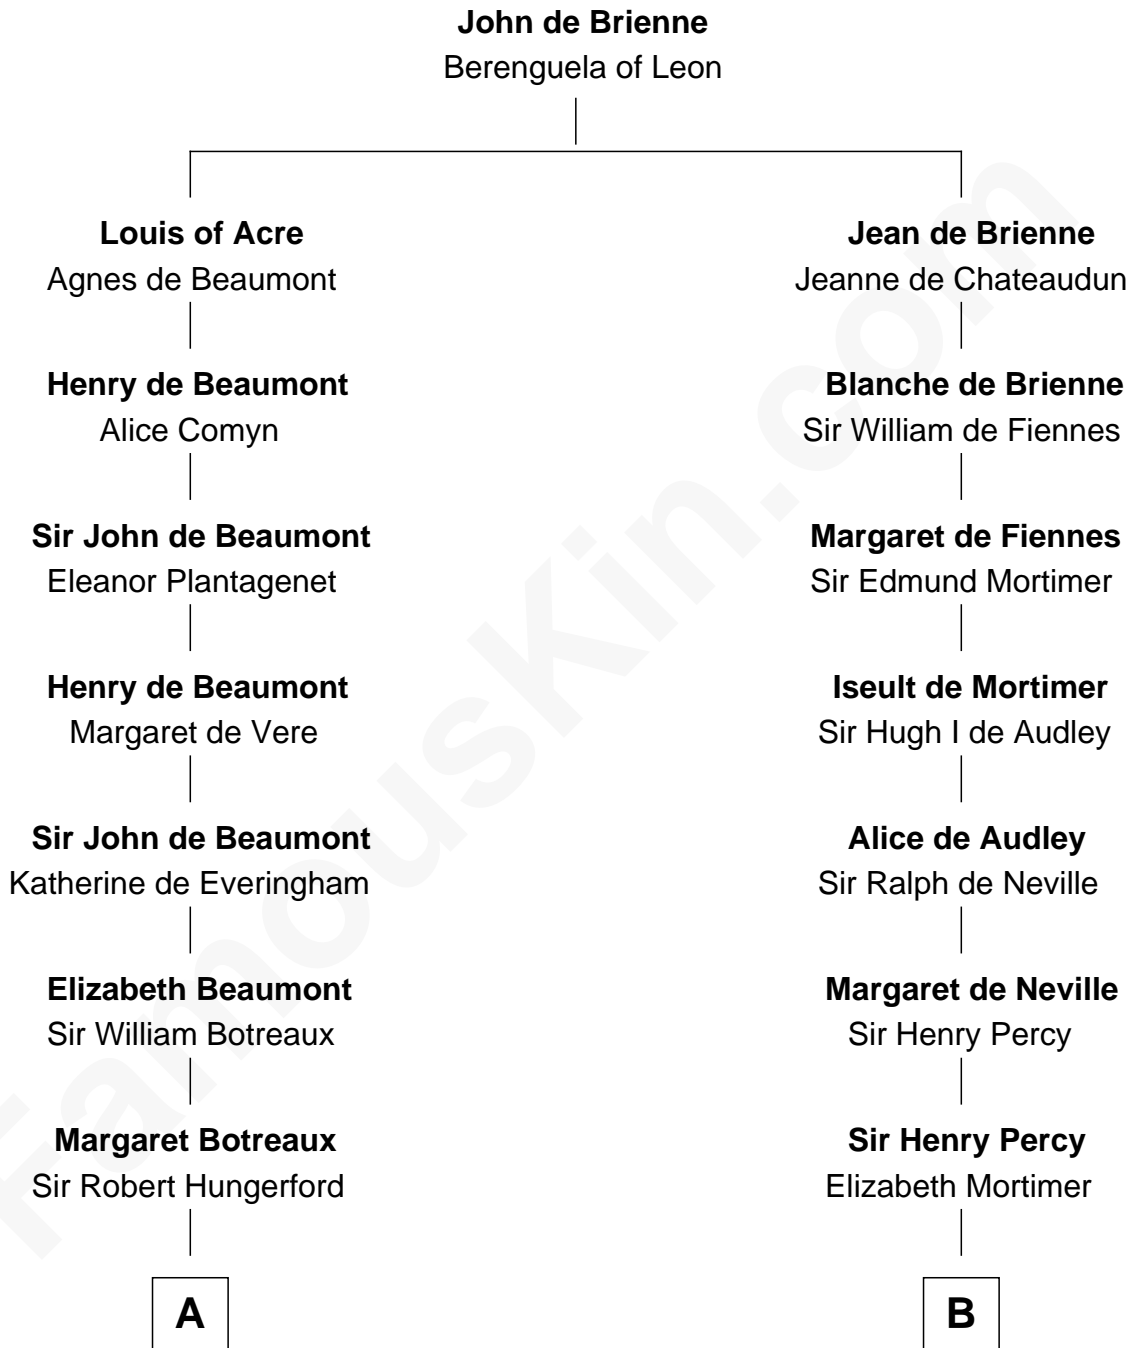 John de Brienne
Berenguela of Leon
Louis of Acre
Agnes de Beaumont
Jean de Brienne
Jeanne de Chateaudun
Henry de Beaumont
Alice Comyn
Blanche de Brienne
Sir William de Fiennes
Sir John de Beaumont
Eleanor Plantagenet
Margaret de Fiennes
Sir Edmund Mortimer
Henry de Beaumont
Margaret de Vere
Iseult de Mortimer
Sir Hugh I de Audley
Sir John de Beaumont
Katherine de Everingham
Alice de Audley
Sir Ralph de Neville
Elizabeth Beaumont
Sir William Botreaux
Margaret de Neville
Sir Henry Percy
Margaret Botreaux
Sir Robert Hungerford
Sir Henry Percy
Elizabeth Mortimer
A
B
FamousKin.com